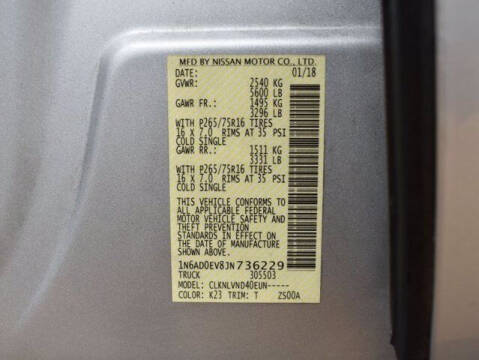 MFD BY NISSAN MOTOR CO., LTD.
DATE: 01/18
GVWR: 2540 KG
5600 LB
GAWR FR.: 1495 KG
3296 LB
WITH P265/75R16 TIRES
16 X 7.0 RIMS AT 35 PSI
COLD SINGLE
GAWR RR.: 1511 KG
3331 LB
WITH P265/75R16 TIRES
16 X 7.0 RIMS AT 35 PSI
COLD SINGLE
THIS VEHICLE CONFORMS TO
ALL APPLICABLE FEDERAL
MOTOR VEHICLE SAFETY AND
THEFT PREVENTION
STANDARDS IN EFFECT ON
THE DATE OF MANUFACTURE
SHOWN ABOVE
1N6AD0EV8JN736229
TRUCK 305503
MODEL: CLKNLVND40EUN-----
COLOR: K23 TRIM: T ZS00A